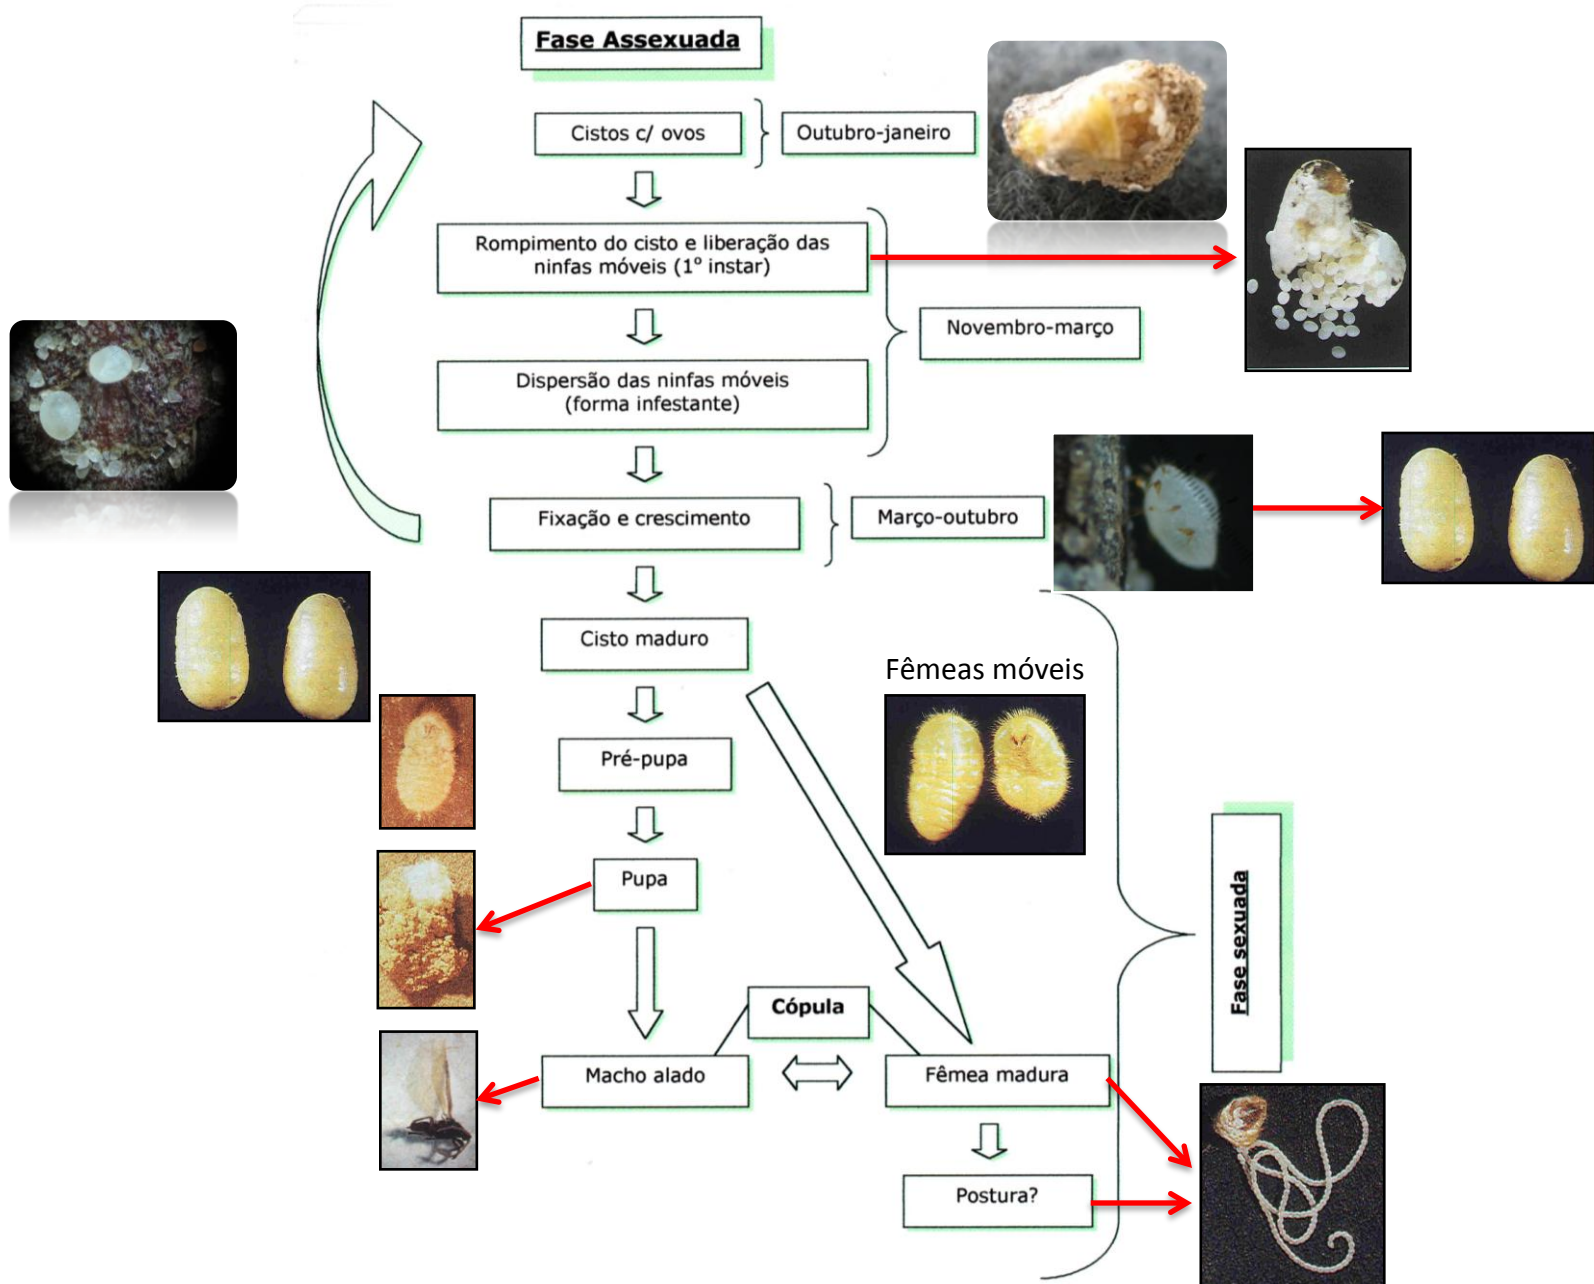 Fase Assexuada
Cistos c/ ovos
Outubro-janeiro
Rompimento do cisto e liberação das
ninfas móveis (1º instar)
Novembro-março
Dispersão das ninfas móveis
(forma infestante)
Fixação e crescimento
Março-outubro
Cisto maduro
Fêmeas móveis
Pré-pupa
Pupa
Fase sexuada
Cópula
Macho alado
Fêmea madura
Postura?